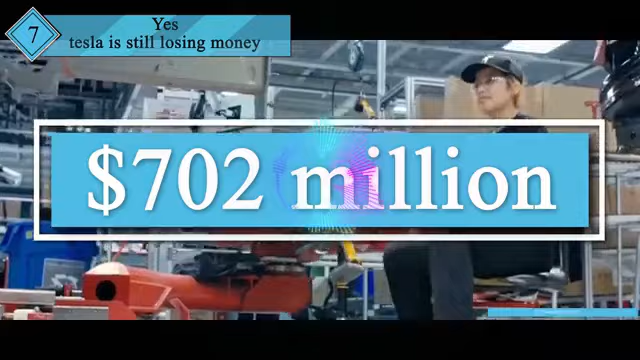 7
Yes
tesla is still losing money
$702 million